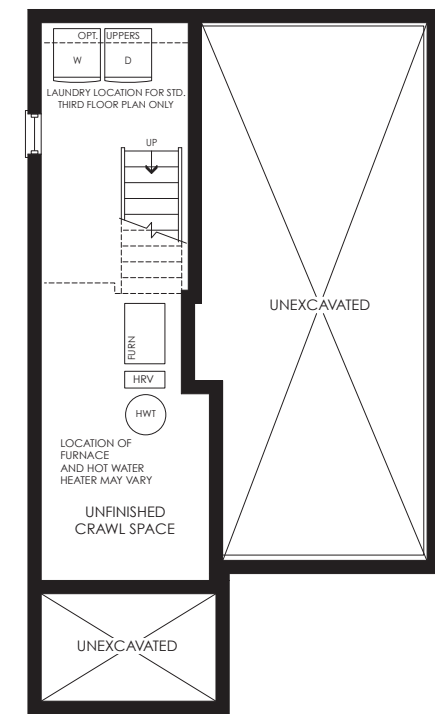 OPT. UPPERS
W D
LAUNDRY LOCATION FOR STD.
THIRD FLOOR PLAN ONLY
UP
UNEXCAVATED
FURN
HRV
HWT
LOCATION OF
FURNACE
AND HOT WATER
HEATER MAY VARY
UNFINISHED
CRAWL SPACE
UNEXCAVATED